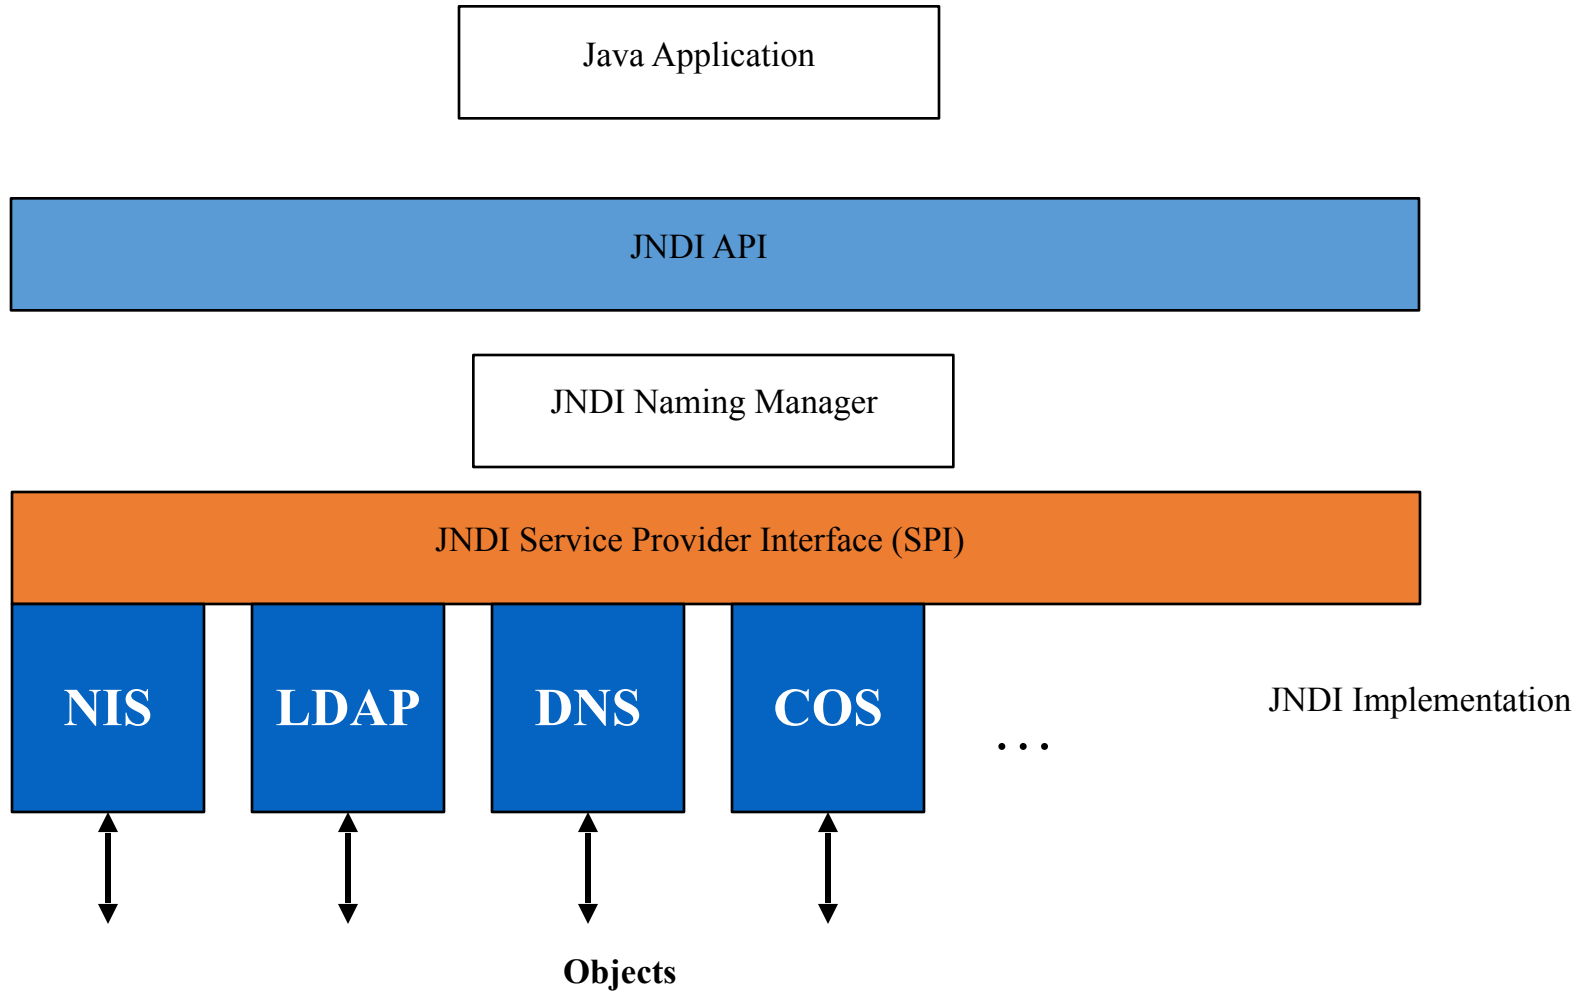 Java Application
JNDI API
JNDI Naming Manager
JNDI Service Provider Interface (SPI)
NIS
LDAP
DNS
COS
...
JNDI Implementation
Objects